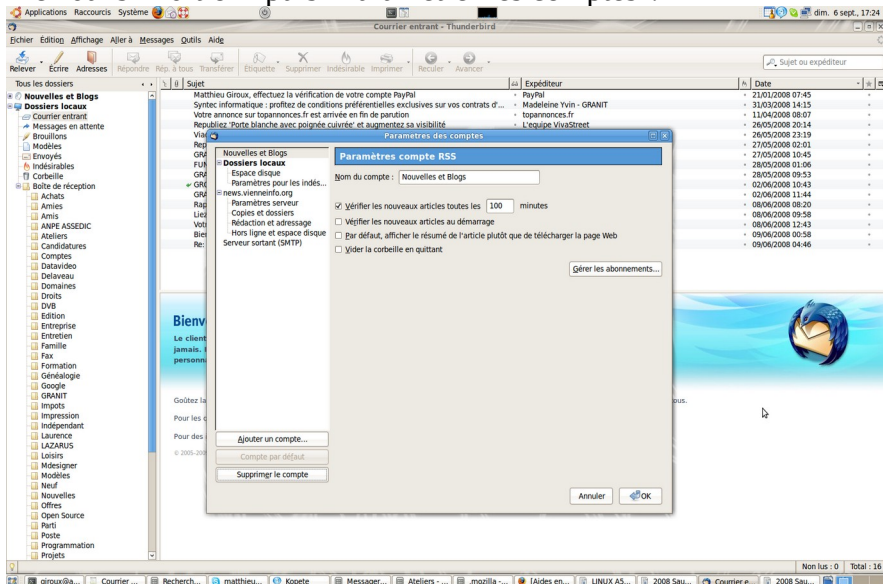 Applications Raccourcis Système dim. 6 sept., 17:24
Courrier entrant - Thunderbird
Fichier Édition Affichage Aller à Messages Outils Aide
Relever Écrire Adresses Répondre Rép. à tous Transférer Étiquette Supprimer Indésirable Imprimer Reculer Avancer Sujet ou expéditeur
Tous les dossiers Sujet Expéditeur Date
Nouvelles et Blogs
Dossiers locaux
Courrier entrant
Messages en attente
Brouillons
Modèles
Envoyés
Indésirables
Corbeille
Boîte de réception
Achats
Amies
Amis
ANPE ASSEDIC
Ateliers
Candidatures
Comptes
Datavideo
Delaveau
Domaines
Droits
DVB
Edition
Entreprise
Entretien
Famille
Fax
Formation
Généalogie
Google
GRANIT
Impots
Impression
Indépendant
Laurence
LAZARUS
Loisirs
Mdesigner
Modèles
Neuf
Nouvelles
Offres
Open Source
Parti
Poste
Programmation
Projets
Matthieu Giroux, effectuez la vérification de votre compte PayPal PayPal 21/01/2008 07:45
Syntec informatique : profitez de conditions préférentielles exclusives sur vos contrats d'... Madeleine Yvin - GRANIT 31/03/2008 14:15
Votre annonce sur topannonces.fr est arrivée en fin de parution topannonces.fr 11/04/2008 08:07
Republiez 'Porte blanche avec poignée cuivrée' et augmentez sa visibilité L'equipe VivaStreet 26/05/2008 20:14
26/05/2008 23:19
27/05/2008 02:01
27/05/2008 10:45
28/05/2008 01:06
28/05/2008 09:53
02/06/2008 10:43
02/06/2008 11:44
08/06/2008 08:20
08/06/2008 09:58
08/06/2008 12:43
09/06/2008 00:58
09/06/2008 04:46
Paramètres des comptes
Nouvelles et Blogs
Dossiers locaux
Espace disque
Paramètres pour les indés...
news.vienneinfo.org
Paramètres serveur
Copies et dossiers
Rédaction et adressage
Hors ligne et espace disque
Serveur sortant (SMTP)
Ajouter un compte...
Compte par défaut
Supprimer le compte
Paramètres compte RSS
Nom du compte : Nouvelles et Blogs
Vérifier les nouveaux articles toutes les 100 minutes
Vérifier les nouveaux articles au démarrage
Par défaut, afficher le résumé de l'article plutôt que de télécharger la page Web
Vider la corbeille en quittant
Gérer les abonnements...
Annuler OK
Bienv
Le client
jamais.
personn
Goûtez la
Pour les
Pour des
Non lus : 0 Total : 16
giroux@a... Courrier ... Recherch... matthieu... Kopete Messager... Ateliers - ... .mozilla -... [Aides en... LINUX A5... 2008 Sau... Courrier e... 2008 Sau...